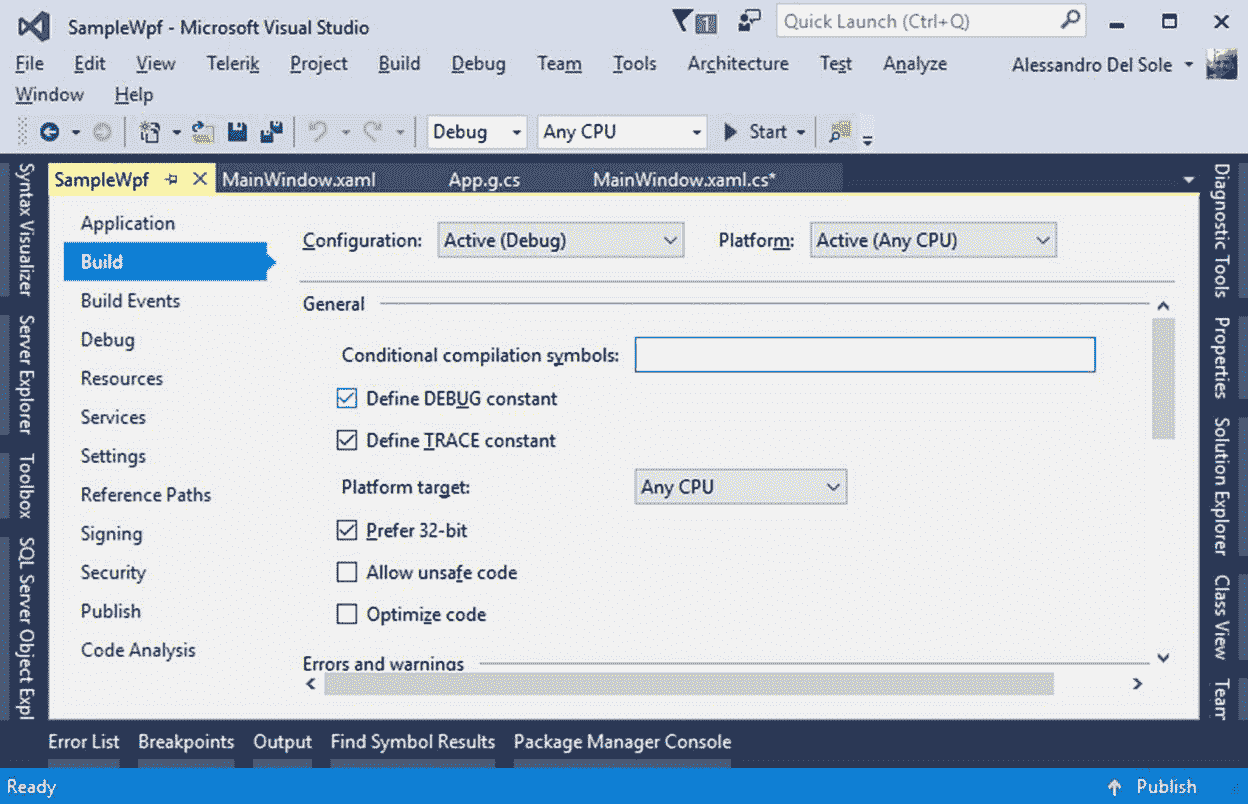 SampleWpf - Microsoft Visual Studio
1
Quick Launch (Ctrl+Q)
File Edit View Telerik Project Build Debug Team Tools Architecture Test Analyze Alessandro Del Sole
Window Help
Debug Any CPU Start
SampleWpf MainWindow.xaml App.g.cs MainWindow.xaml.cs*
Syntax Visualizer
Server Explorer
Toolbox
SQL Server Object Expl
Application
Build
Build Events
Debug
Resources
Services
Settings
Reference Paths
Signing
Security
Publish
Code Analysis
Configuration: Active (Debug) Platform: Active (Any CPU)
General
Conditional compilation symbols:
Define DEBUG constant
Define TRACE constant
Platform target: Any CPU
Prefer 32-bit
Allow unsafe code
Optimize code
Errors and warnings
Diagnostic Tools
Properties
Solution Explorer
Class View
Team
Error List Breakpoints Output Find Symbol Results Package Manager Console
Ready Publish